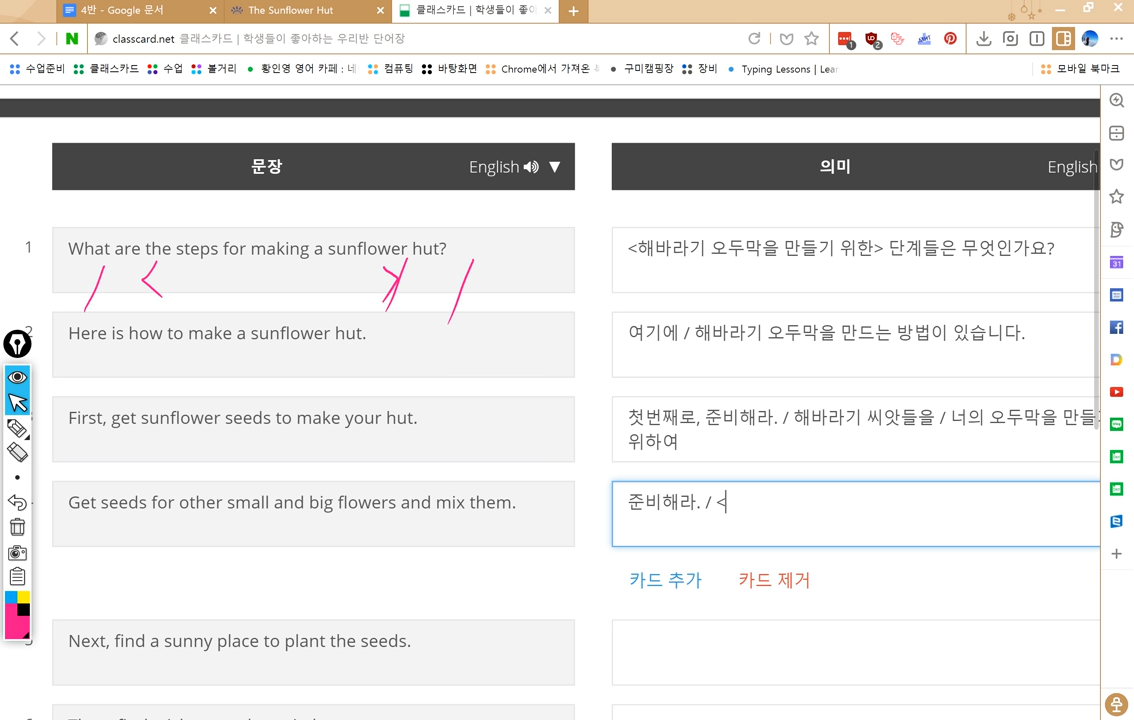 4반 - Google 문서
The Sunflower Hut
클래스카드 | 학생들이 좋아
classcard.net 클래스카드 | 학생들이 좋아하는 우리반 단어장
수업준비 클래스카드 수업 볼거리 황인영 영어 카페 : 네 컴퓨팅 바탕화면 Chrome에서 가져온 구미캠핑장 장비 Typing Lessons | Lear 모바일 북마크
문장 English ▼ 의미 English
1 What are the steps for making a sunflower hut? <해바라기 오두막을 만들기 위한> 단계들은 무엇인가요?
2 Here is how to make a sunflower hut. 여기에 / 해바라기 오두막을 만드는 방법이 있습니다.
First, get sunflower seeds to make your hut. 첫번째로, 준비해라. / 해바라기 씨앗들을 / 너의 오두막을 만들기
위하여
Get seeds for other small and big flowers and mix them. 준비해라. / <
카드 추가 카드 제거
Next, find a sunny place to plant the seeds.